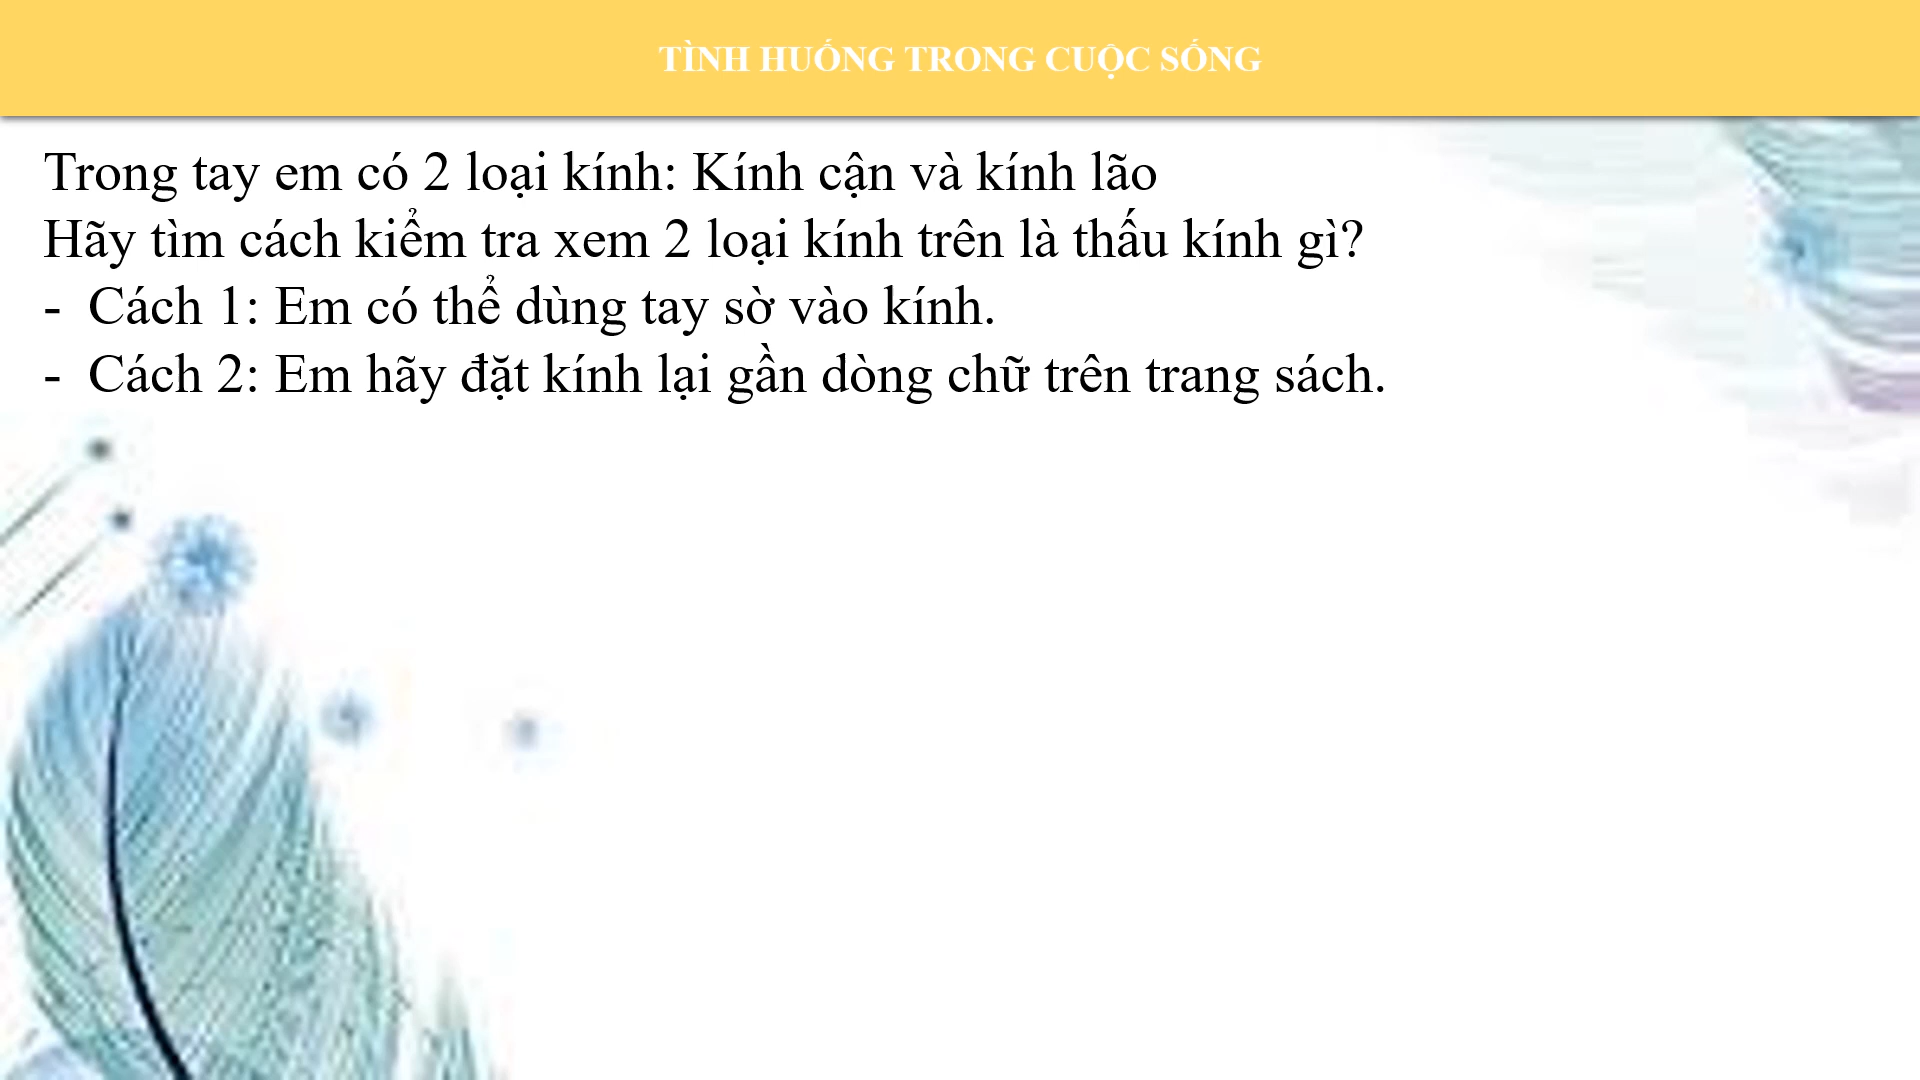 TÌNH HUỐNG TRONG CUỘC SỐNG
Trong tay em có 2 loại kính: Kính cận và kính lão
Hãy tìm cách kiểm tra xem 2 loại kính trên là thấu kính gì?
- Cách 1: Em có thể dùng tay sờ vào kính.
- Cách 2: Em hãy đặt kính lại gần dòng chữ trên trang sách.